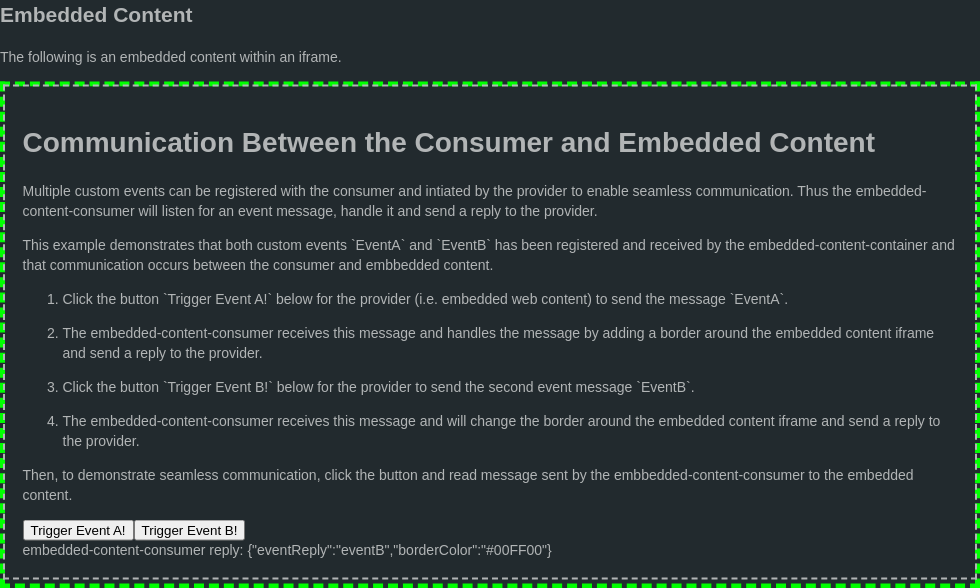 Embedded Content
The following is an embedded content within an iframe.
Communication Between the Consumer and Embedded Content
Multiple custom events can be registered with the consumer and intiated by the provider to enable seamless communication. Thus the embedded-
content-consumer will listen for an event message, handle it and send a reply to the provider.
This example demonstrates that both custom events `EventA` and `EventB` has been registered and received by the embedded-content-container and
that communication occurs between the consumer and embbedded content.
1. Click the button `Trigger Event A!` below for the provider (i.e. embedded web content) to send the message `EventA`.
2. The embedded-content-consumer receives this message and handles the message by adding a border around the embedded content iframe
and send a reply to the provider.
3. Click the button `Trigger Event B!` below for the provider to send the second event message `EventB`.
4. The embedded-content-consumer receives this message and will change the border around the embedded content iframe and send a reply to
the provider.
Then, to demonstrate seamless communication, click the button and read message sent by the embbedded-content-consumer to the embedded
content.
Trigger Event A! Trigger Event B!
embedded-content-consumer reply: {"eventReply":"eventB","borderColor":"#00FF00"}